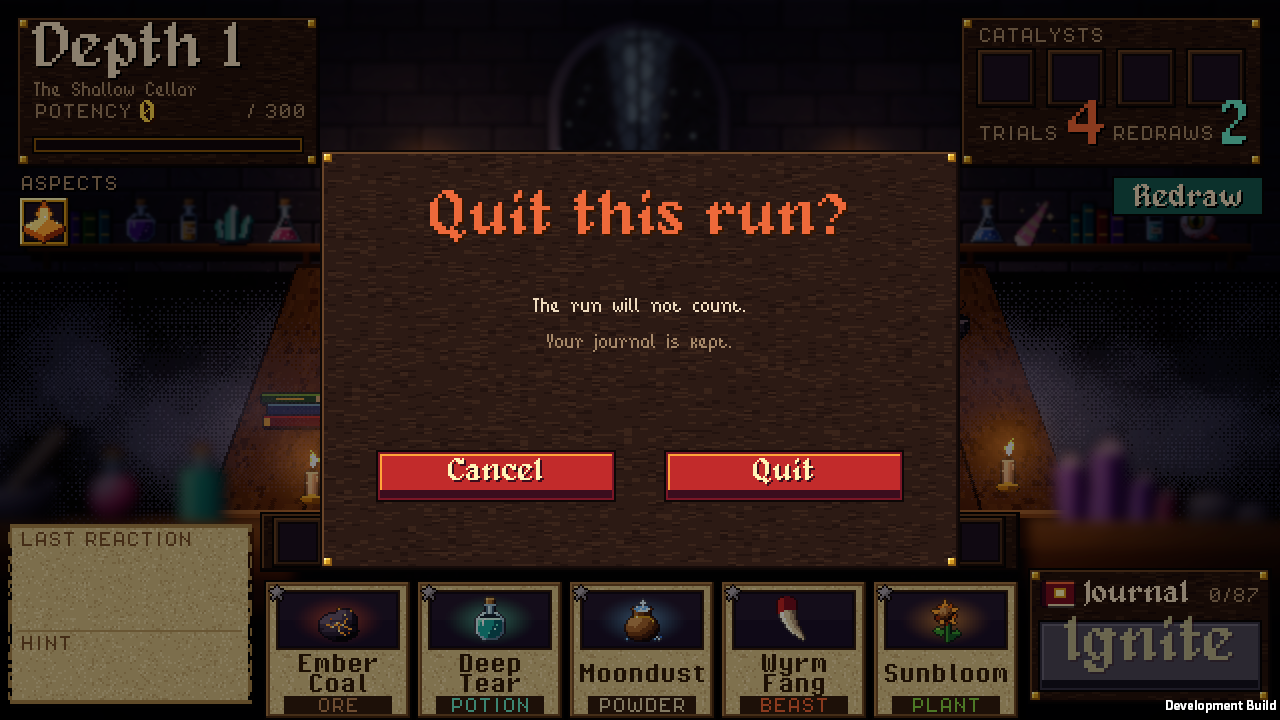 Depth 1
The Shallow Cellar
POTENCY 0 / 300
ASPECTS
CATALYSTS
TRIALS 4 REDRAWS 2
Redraw
Quit this run?
The run will not count.
Your journal is kept.
Cancel
Quit
LAST REACTION
HINT
Ember
Coal
ORE
Deep
Tear
POTION
Moondust
POWDER
Wyrm
Fang
BEAST
Sunbloom
PLANT
Journal 0/87
Ignite
Development Build